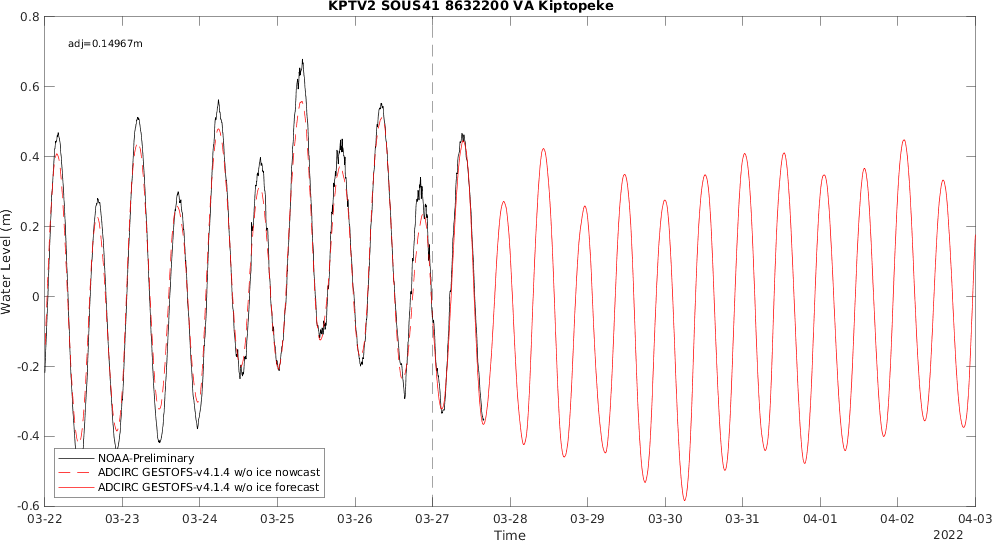 KPTV2 SOUS41 8632200 VA Kiptopeke
adj=0.14967m
Water Level (m)
0.8
0.6
0.4
0.2
0
-0.2
-0.4
-0.6
NOAA-Preliminary
ADCIRC GESTOFS-v4.1.4 w/o ice nowcast
ADCIRC GESTOFS-v4.1.4 w/o ice forecast
03-22 03-23 03-24 03-25 03-26 03-27 03-28 03-29 03-30 03-31 04-01 04-02 04-03
Time
2022